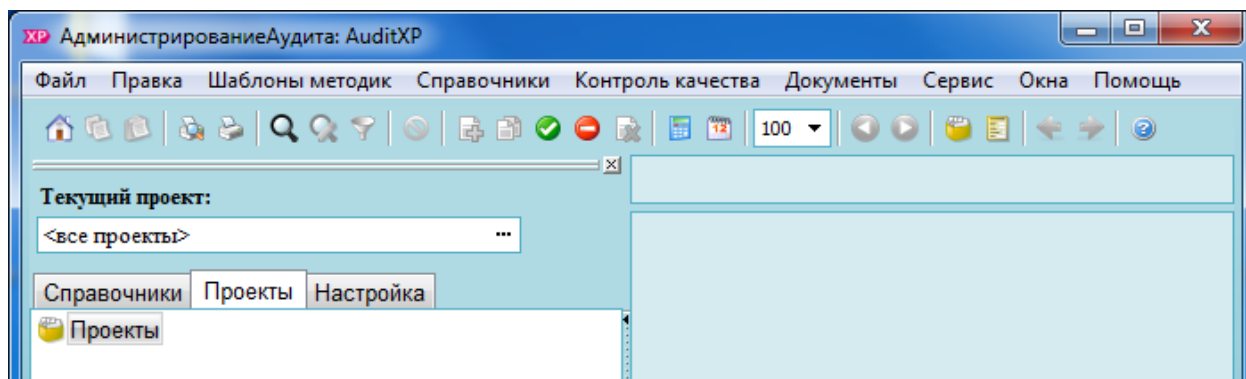 XP АдминистрированиеАудита: AuditXP
Файл Правка Шаблоны методик Справочники Контроль качества Документы Сервис Окна Помощь
12 100
Текущий проект:
<все проекты> ...
Справочники Проекты Настройка
Проекты